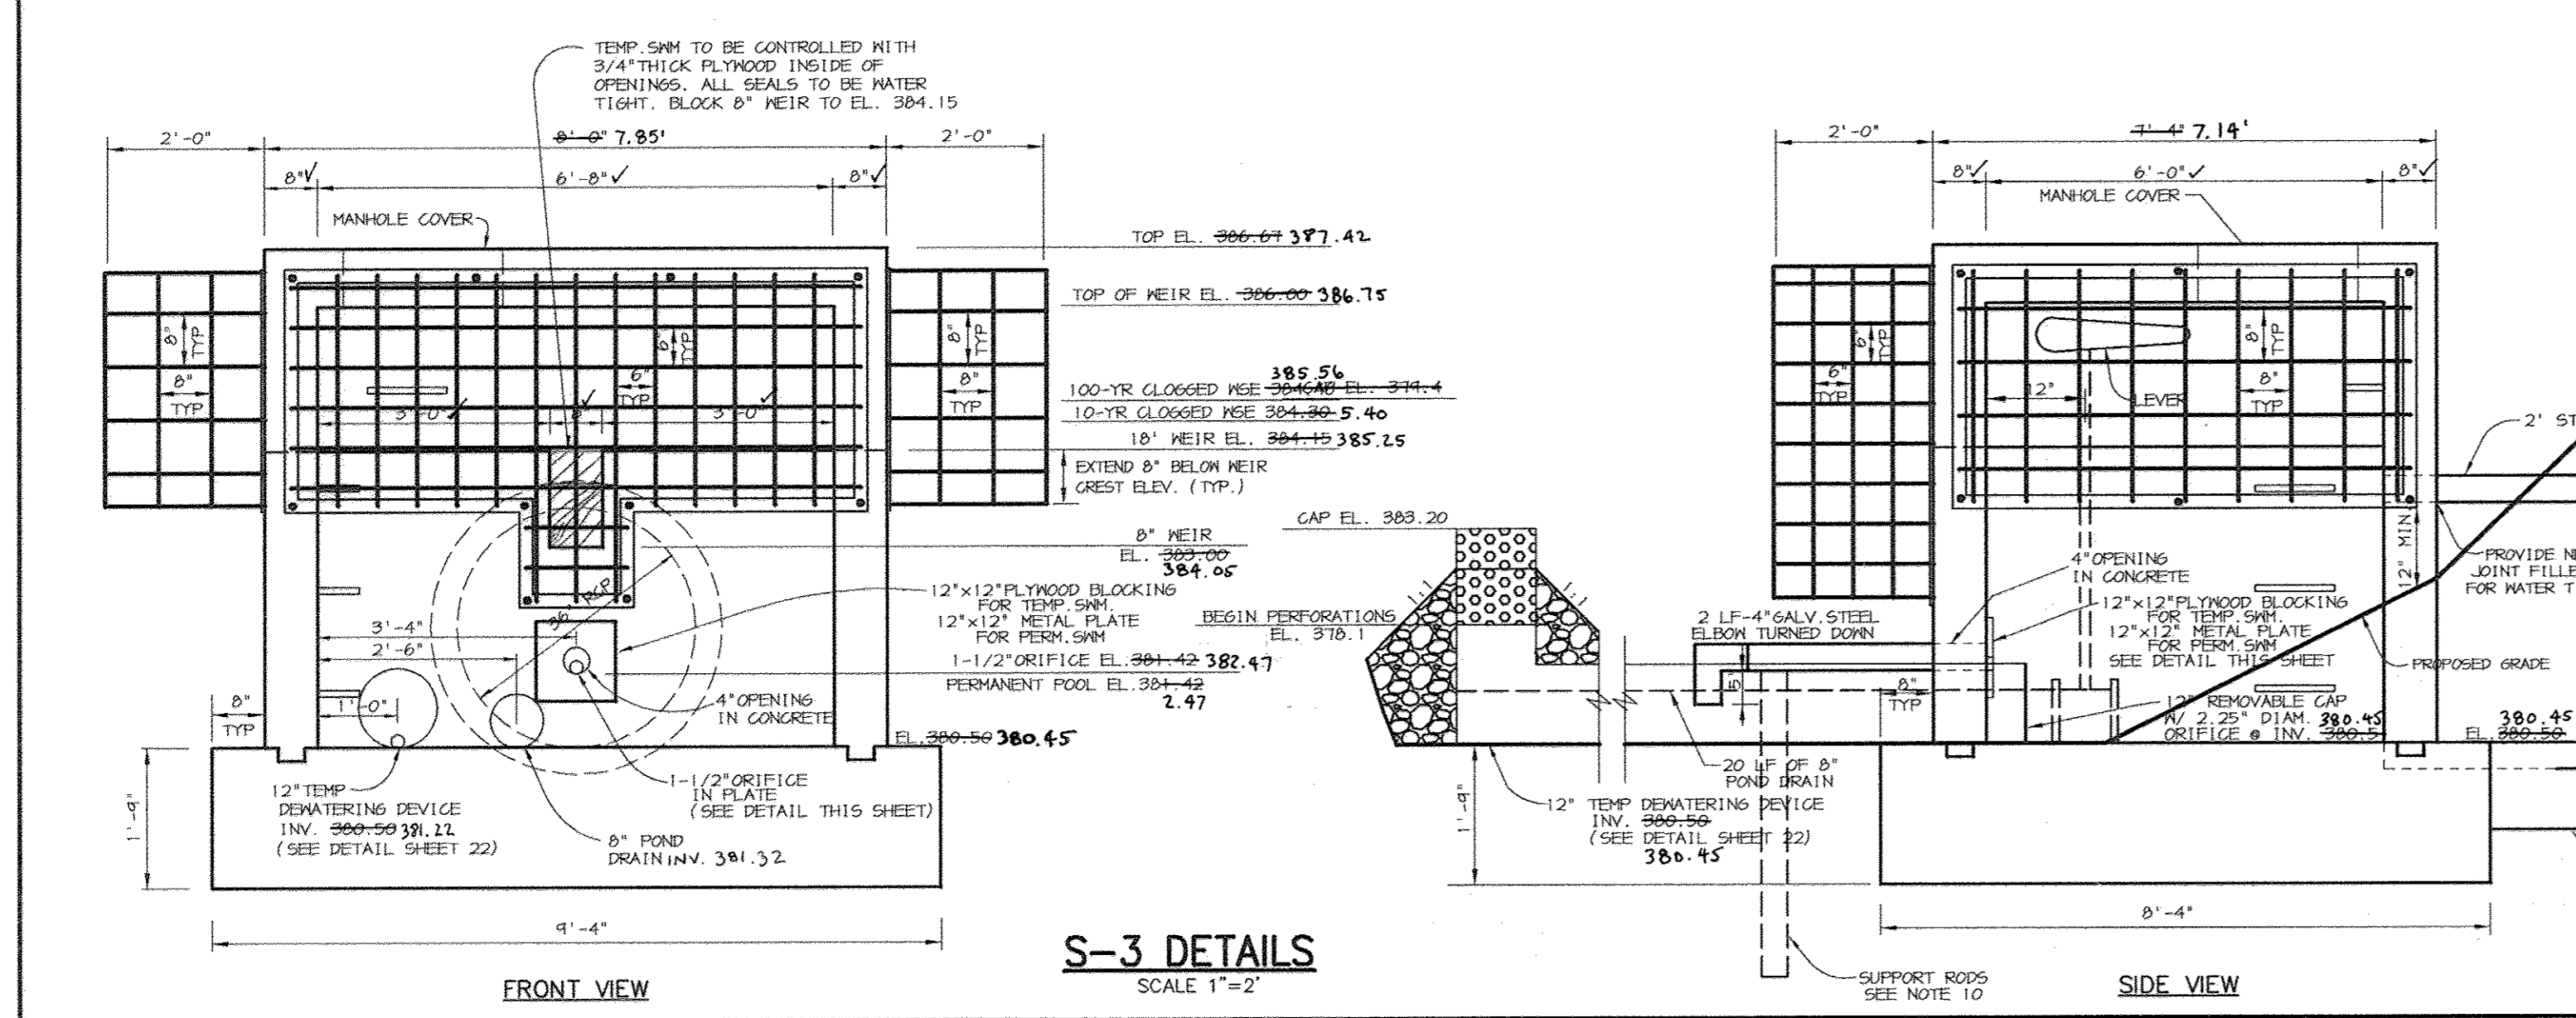 TEMP.SWM TO BE CONTROLLED WITH
3/4" THICK PLYWOOD INSIDE OF
OPENINGS. ALL SEALS TO BE WATER
TIGHT. BLOCK 8" WEIR TO EL. 384.15
2'-0"
8'-0" 7.85'
2'-0"
8" ✓
6'-8" ✓
8" ✓
MANHOLE COVER
TOP EL. 386.67 387.42
TOP OF WEIR EL. 386.00 386.75
8"
TYP
8"
TYP
6"
TYP
6"
TYP
8"
TYP
8"
TYP
3'-0" ✓
8" ✓
3'-0" ✓
385.56
100-YR CLOGGED WSE EL. 379.4
10-YR CLOGGED WSE 384.30 5.40
18' WEIR EL. 384.15 385.25
EXTEND 8" BELOW WEIR
CREST ELEV. (TYP.)
8" WEIR
EL. 383.00
384.05
36" RCP
12"x12" PLYWOOD BLOCKING
FOR TEMP.SWM.
12"x12" METAL PLATE
FOR PERM.SWM
3'-4"
2'-6"
1'-0"
1-1/2" ORIFICE EL. 381.42 382.47
PERMANENT POOL EL. 381.42
2.47
4" OPENING
IN CONCRETE
8"
TYP
EL. 380.50 380.45
1'-9"
12" TEMP
DEWATERING DEVICE
INV. 380.50 381.22
(SEE DETAIL SHEET 22)
1-1/2" ORIFICE
IN PLATE
(SEE DETAIL THIS SHEET)
8" POND
DRAIN INV. 381.32
9'-4"
FRONT VIEW
S-3 DETAILS
SCALE 1"=2'
2'-0"
7'-4" 7.14'
8" ✓
6'-0" ✓
8" ✓
MANHOLE COVER
6"
TYP
6"
TYP
8"
TYP
8"
TYP
12"
LEVER
2' ST
CAP EL. 383.20
1:1
1:1
BEGIN PERFORATIONS
EL. 378.1
2 LF-4" GALV. STEEL
ELBOW TURNED DOWN
4" OPENING
IN CONCRETE
12"x12" PLYWOOD BLOCKING
FOR TEMP.SWM.
12"x12" METAL PLATE
FOR PERM.SWM
SEE DETAIL THIS SHEET
12" MIN.
PROVIDE
JOINT FILLE
FOR WATER T
PROPOSED GRADE
5"
8"
TYP
12" REMOVABLE CAP
W/ 2.25" DIAM. 380.45
ORIFICE @ INV. 380.5
380.45
EL. 380.50
20 LF OF 8"
POND DRAIN
12" TEMP DEWATERING DEVICE
INV. 380.50
(SEE DETAIL SHEET 22)
380.45
1'-9"
8'-4"
SUPPORT RODS
SEE NOTE 10
SIDE VIEW